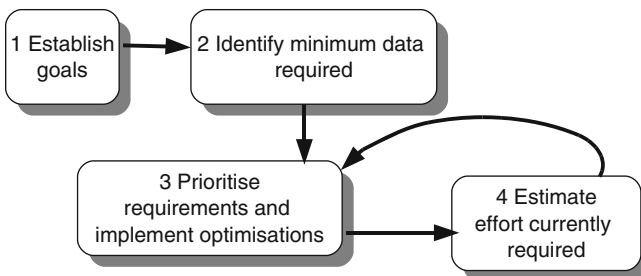 1 Establish
goals
2 Identify minimum data
required
3 Prioritise
requirements and
implement optimisations
4 Estimate
effort currently
required